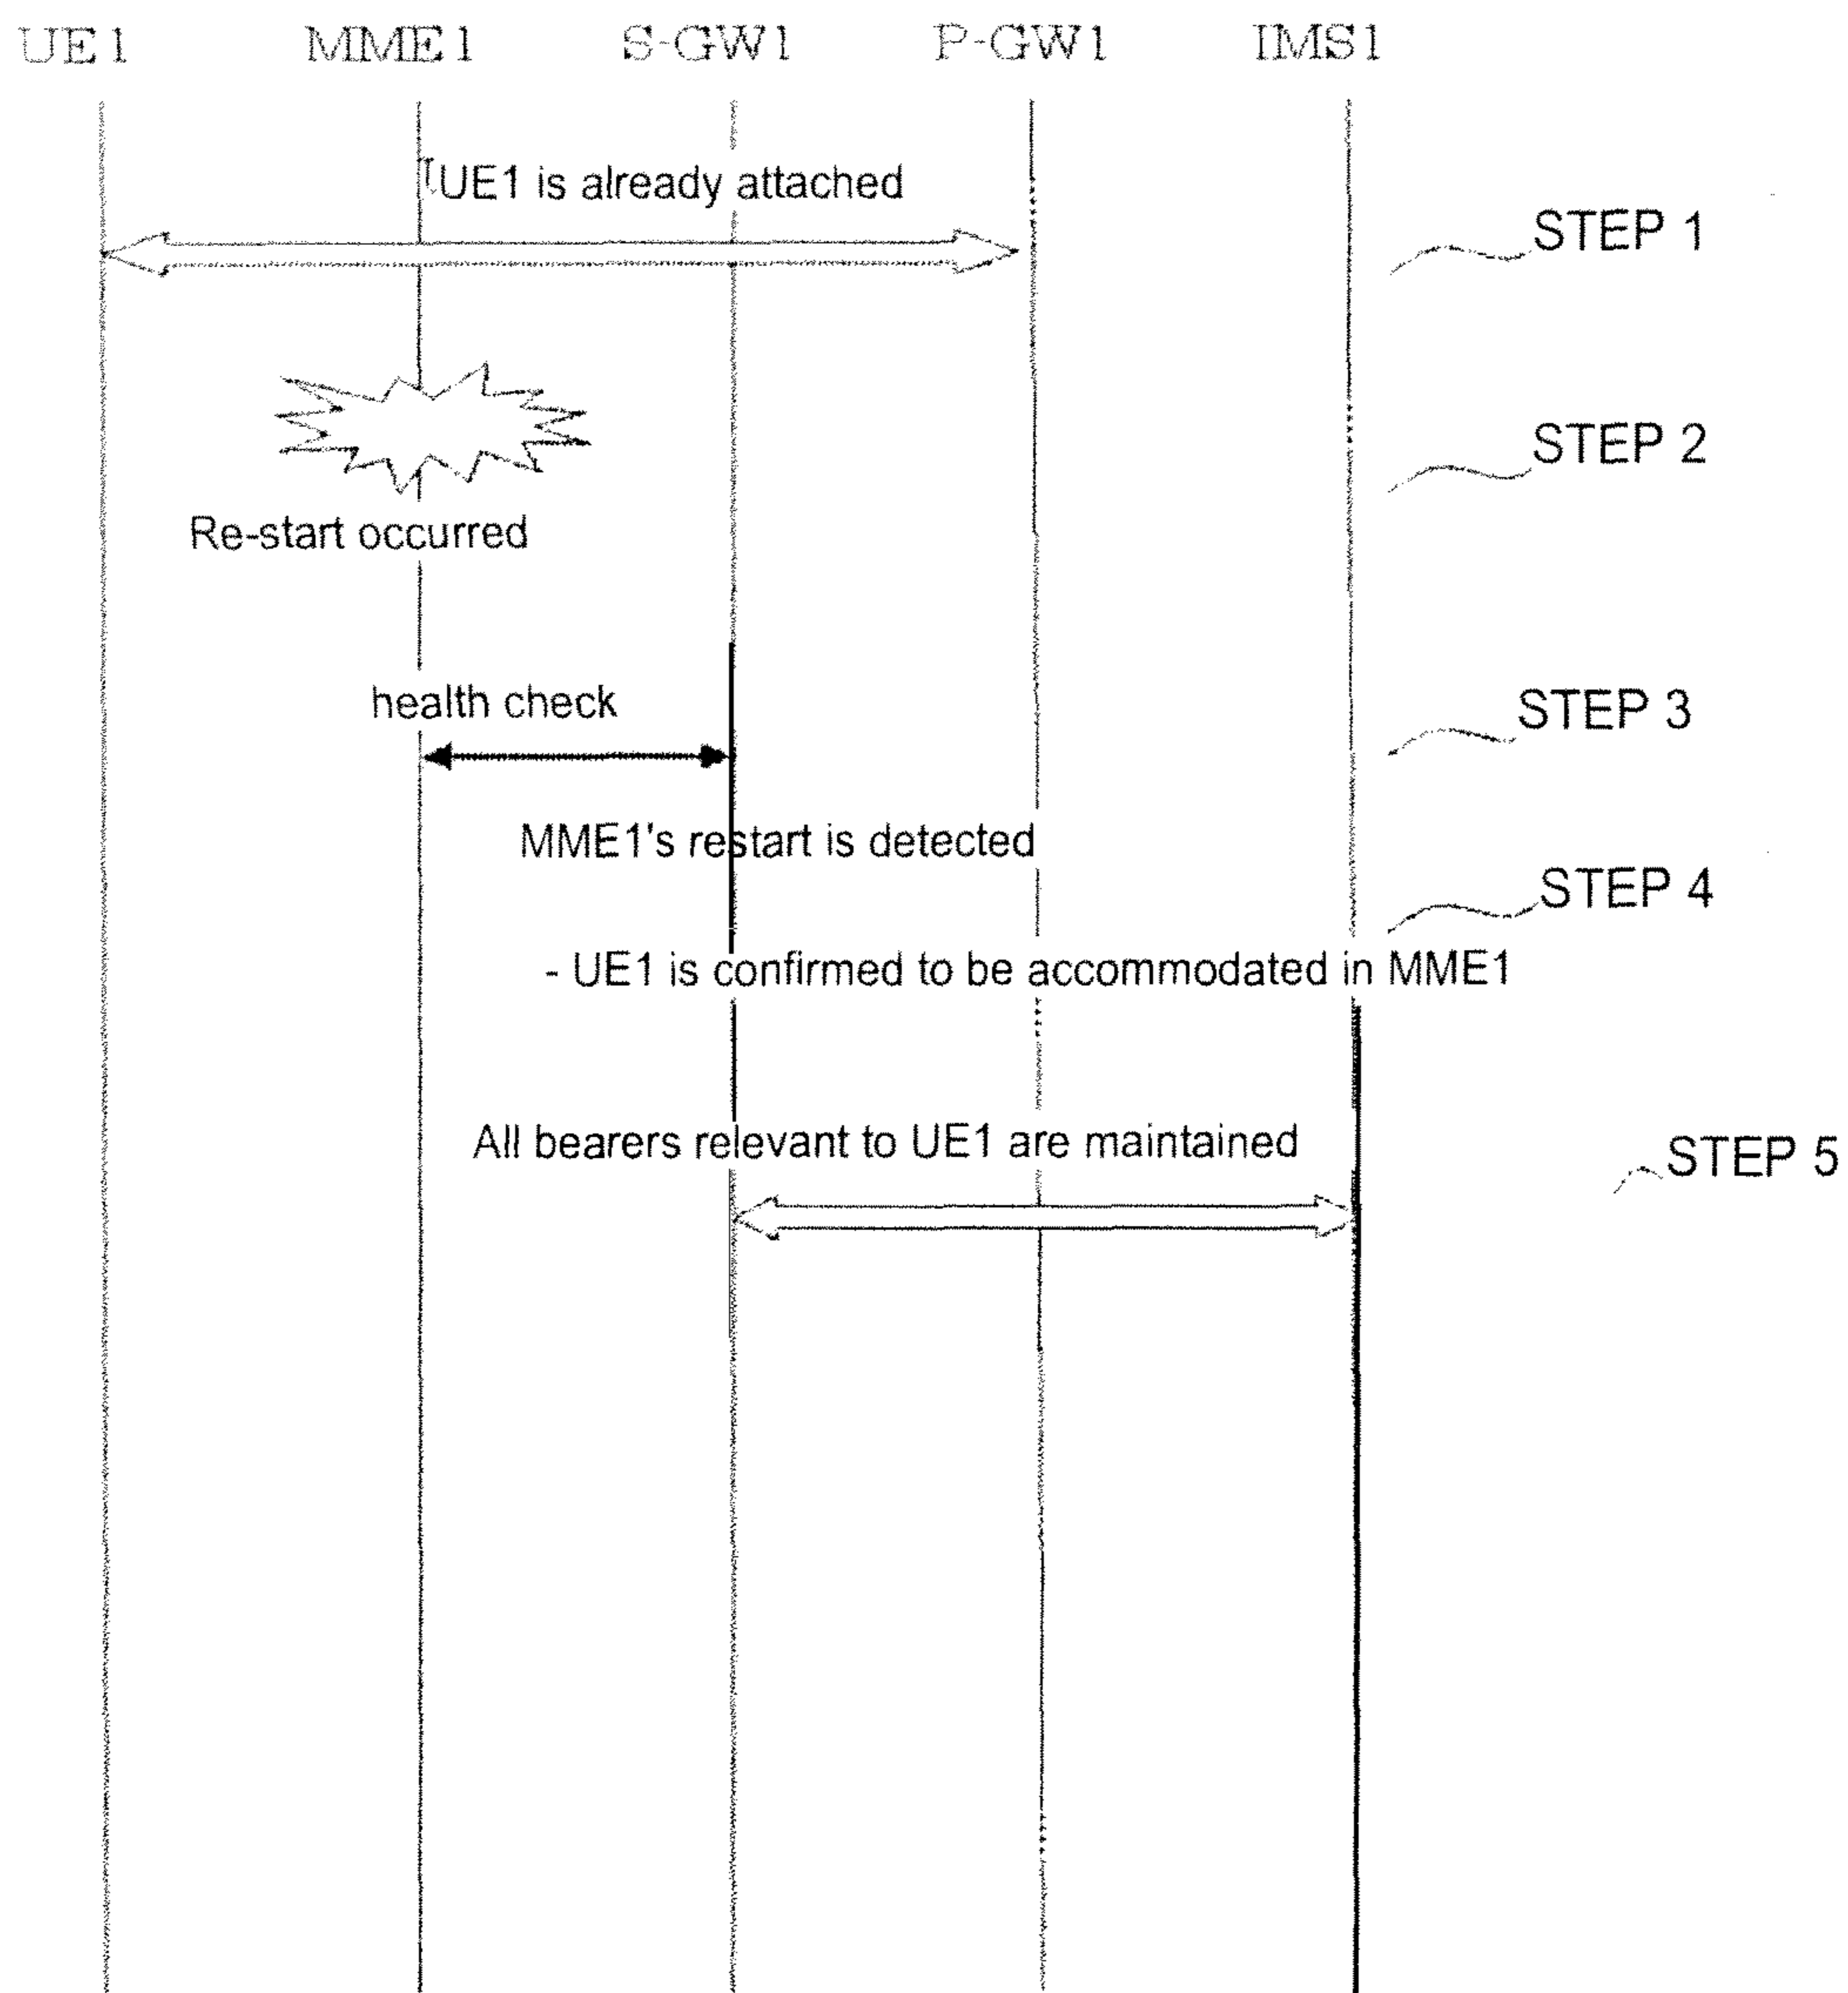 UE1 MME1 S-GW1 P-GW1 IMS1
UE1 is already attached
STEP 1
STEP 2
Re-start occurred
health check
STEP 3
MME1's restart is detected
STEP 4
- UE1 is confirmed to be accommodated in MME1
All bearers relevant to UE1 are maintained
STEP 5